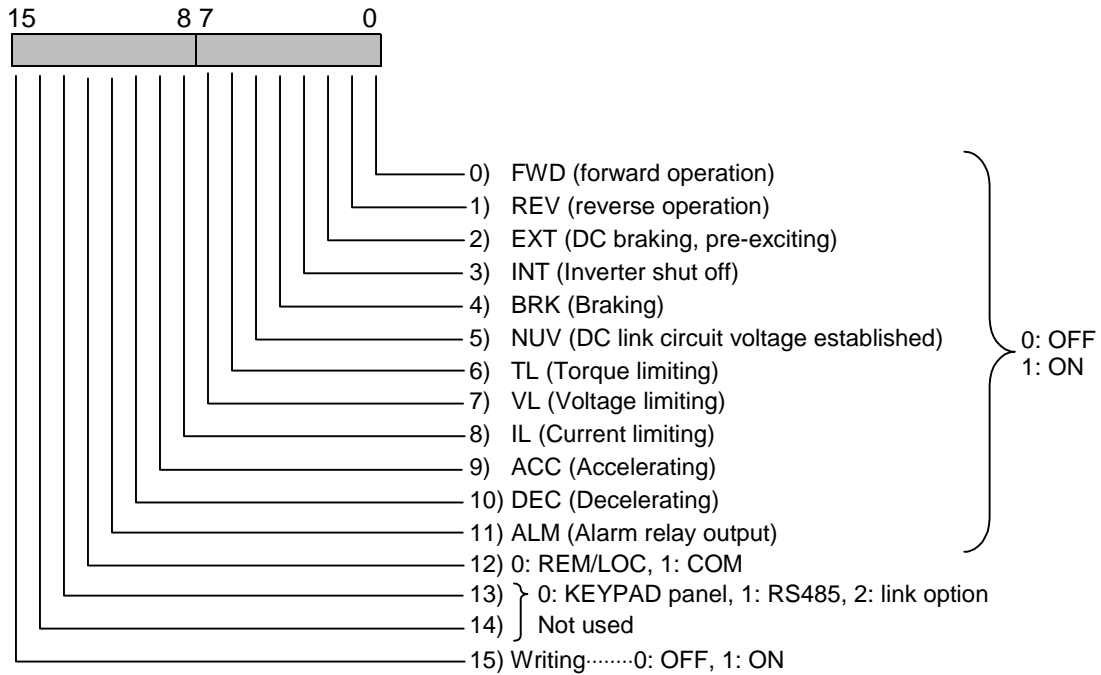 15 8 7 0
0) FWD (forward operation)
1) REV (reverse operation)
2) EXT (DC braking, pre-exciting)
3) INT (Inverter shut off)
4) BRK (Braking)
5) NUV (DC link circuit voltage established)
6) TL (Torque limiting)
7) VL (Voltage limiting)
8) IL (Current limiting)
9) ACC (Accelerating)
10) DEC (Decelerating)
11) ALM (Alarm relay output)
0: OFF
1: ON
12) 0: REM/LOC, 1: COM
13) 0: KEYPAD panel, 1: RS485, 2: link option
14) Not used
15) Writing········0: OFF, 1: ON